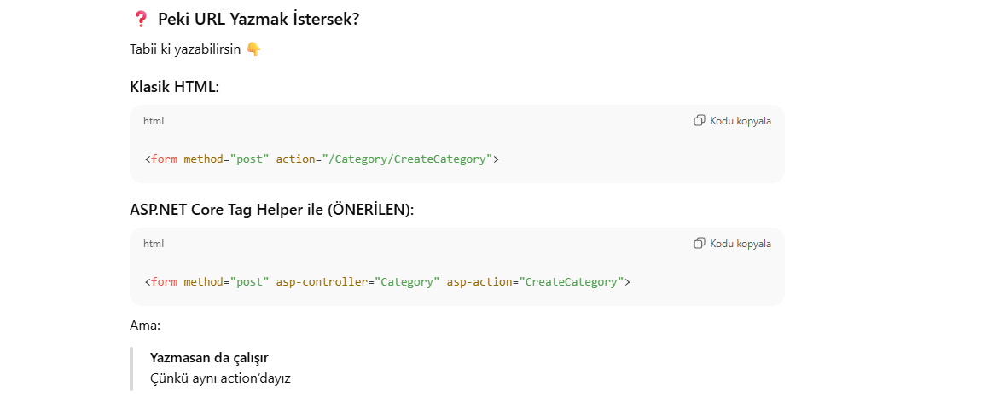 ❓ Peki URL Yazmak İstersek?
Tabii ki yazabilirsin 👇
Klasik HTML:
html
Kodu kopyala
<form method="post" action="/Category/CreateCategory">
ASP.NET Core Tag Helper ile (ÖNERİLEN):
html
Kodu kopyala
<form method="post" asp-controller="Category" asp-action="CreateCategory">
Ama:
Yazmasan da çalışır
Çünkü aynı action’dayız